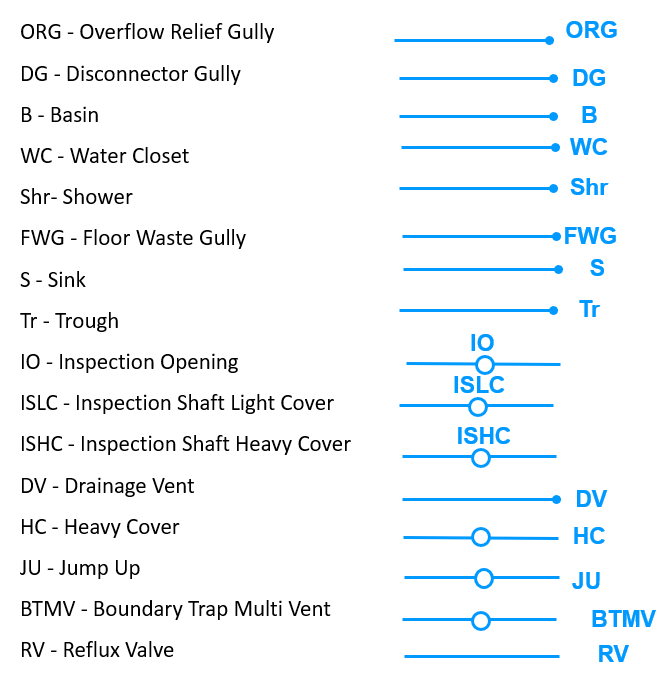 ORG - Overflow Relief Gully ORG
DG - Disconnector Gully DG
B - Basin B
WC - Water Closet WC
Shr- Shower Shr
FWG - Floor Waste Gully FWG
S - Sink S
Tr - Trough Tr
IO - Inspection Opening IO
ISLC - Inspection Shaft Light Cover ISLC
ISHC - Inspection Shaft Heavy Cover ISHC
DV - Drainage Vent DV
HC - Heavy Cover HC
JU - Jump Up JU
BTMV - Boundary Trap Multi Vent BTMV
RV - Reflux Valve RV